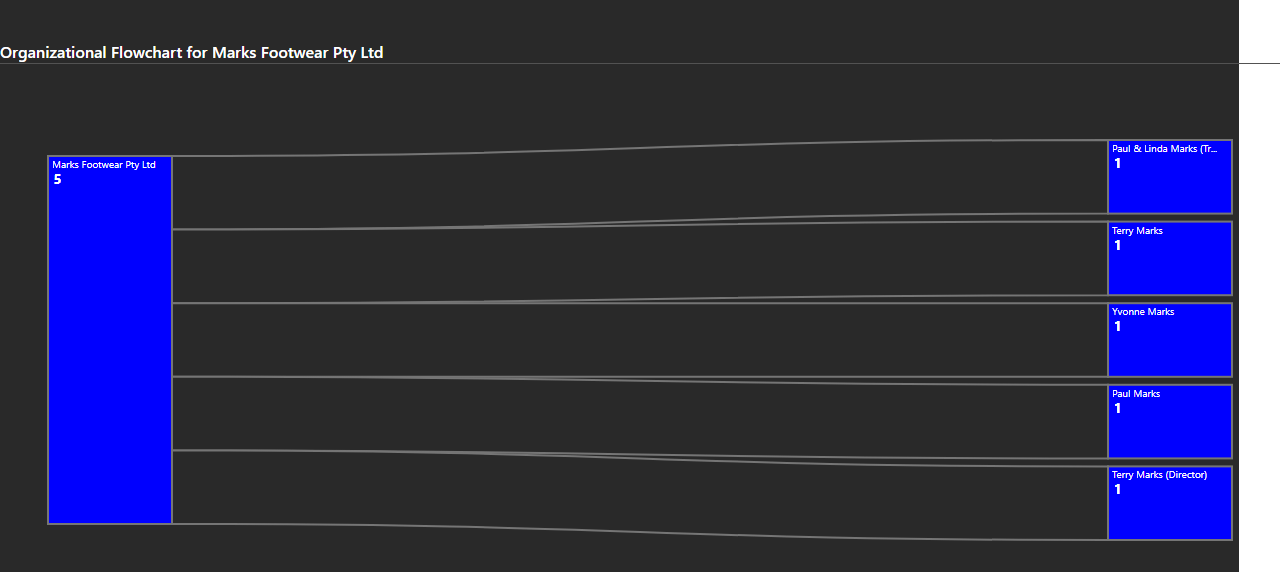 Organizational Flowchart for Marks Footwear Pty Ltd
Marks Footwear Pty Ltd
5
Paul & Linda Marks (Tr...
1
Terry Marks
1
Yvonne Marks
1
Paul Marks
1
Terry Marks (Director)
1